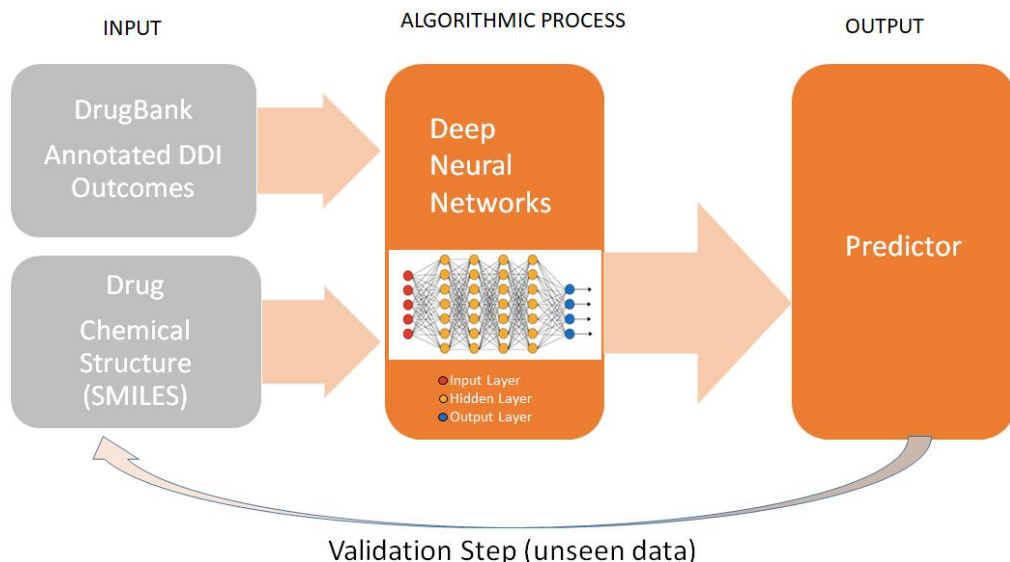 INPUT
ALGORITHMIC PROCESS
OUTPUT
DrugBank
Annotated DDI
Outcomes
Drug
Chemical
Structure
(SMILES)
Deep
Neural
Networks
Input Layer
Hidden Layer
Output Layer
Predictor
Validation Step (unseen data)